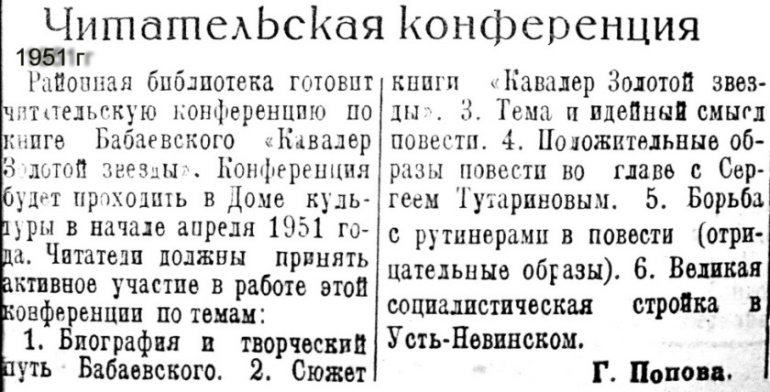 Читательская конференция
1951 г
Районная библиотека готовит
читательскую конференцию по
книге Бабаевского «Кавалер
Золотой звезды». Конференция
будет проходить в Доме куль-
туры в начале апреля 1951 го-
да. Читатели должны принять
активное участие в работе этой
конференции по темам:
1. Биография и творческий
путь Бабаевского. 2. Сюжет
книги «Кавалер Золотой звез-
ды». 3. Тема и идейный смысл
повести. 4. Положительные об-
разы повести во главе с Сер-
геем Тутариновым. 5. Борьба
с рутинерами в повести (отри-
цательные образы). 6. Великая
социалистическая стройка в
Усть-Невинском.
Г. Попова.